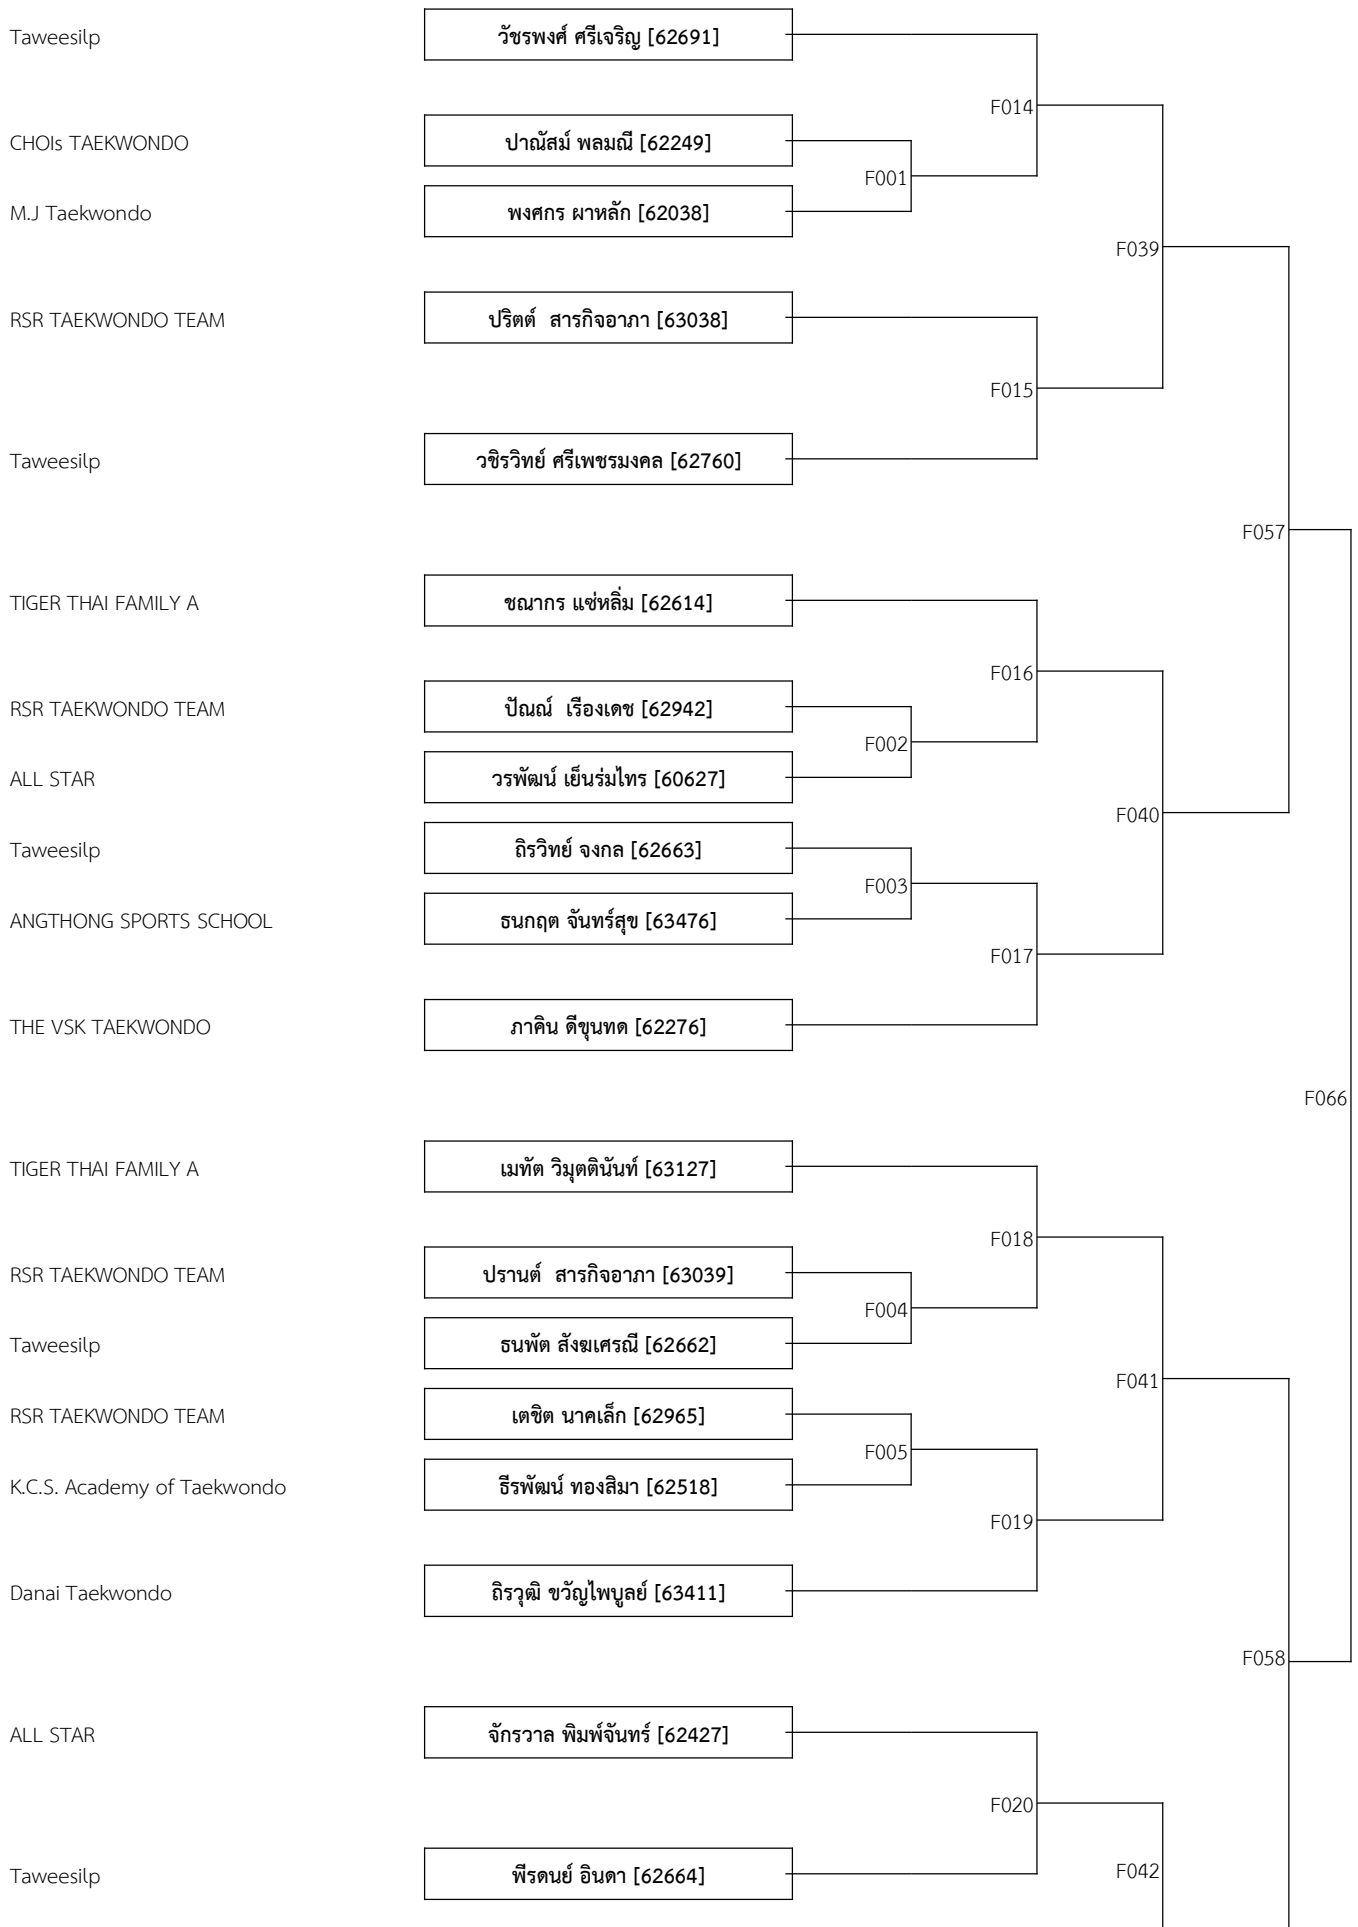 Taweesilp วัชรพงศ์ ศรีเจริญ [62691]
F014
CHOIs TAEKWONDO ปาณัสม์ พลมณี [62249]
F001
M.J Taekwondo พงศกร ผาหลัก [62038]
F039
RSR TAEKWONDO TEAM ปริตต์ สารกิจอาภา [63038]
F015
Taweesilp วชิรวิทย์ ศรีเพชรมงคล [62760]
F057
TIGER THAI FAMILY A ชณากร แซ่หลิ่ม [62614]
F016
RSR TAEKWONDO TEAM ปัณณ์ เรืองเดช [62942]
F002
ALL STAR วรพัฒน์ เย็นร่มไทร [60627]
F040
Taweesilp ถิรวิทย์ จงกล [62663]
F003
ANGTHONG SPORTS SCHOOL ธนกฤต จันทร์สุข [63476]
F017
THE VSK TAEKWONDO ภาคิน ดีขุนทด [62276]
F066
TIGER THAI FAMILY A เมทัต วิมุตตินันท์ [63127]
F018
RSR TAEKWONDO TEAM ปรานต์ สารกิจอาภา [63039]
F004
Taweesilp ธนพัต สังฆเศรณี [62662]
F041
RSR TAEKWONDO TEAM เตชิต นาคเล็ก [62965]
F005
K.C.S. Academy of Taekwondo ธีรพัฒน์ ทองสิมา [62518]
F019
Danai Taekwondo ถิรวุฒิ ขวัญไพบูลย์ [63411]
F058
ALL STAR จักรวาล พิมพ์จันทร์ [62427]
F020
Taweesilp พีรดนย์ อินดา [62664]
F042